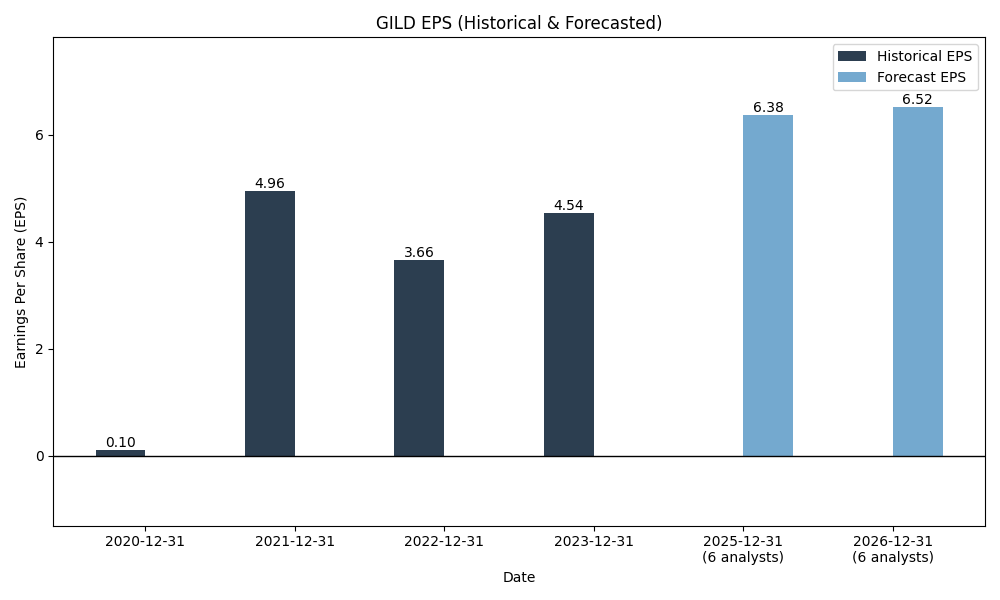 GILD EPS (Historical & Forecasted)
Historical EPS
Forecast EPS
Earnings Per Share (EPS)
6
4
2
0
0.10
4.96
3.66
4.54
6.38
6.52
2020-12-31
2021-12-31
2022-12-31
2023-12-31
2025-12-31
(6 analysts)
2026-12-31
(6 analysts)
Date